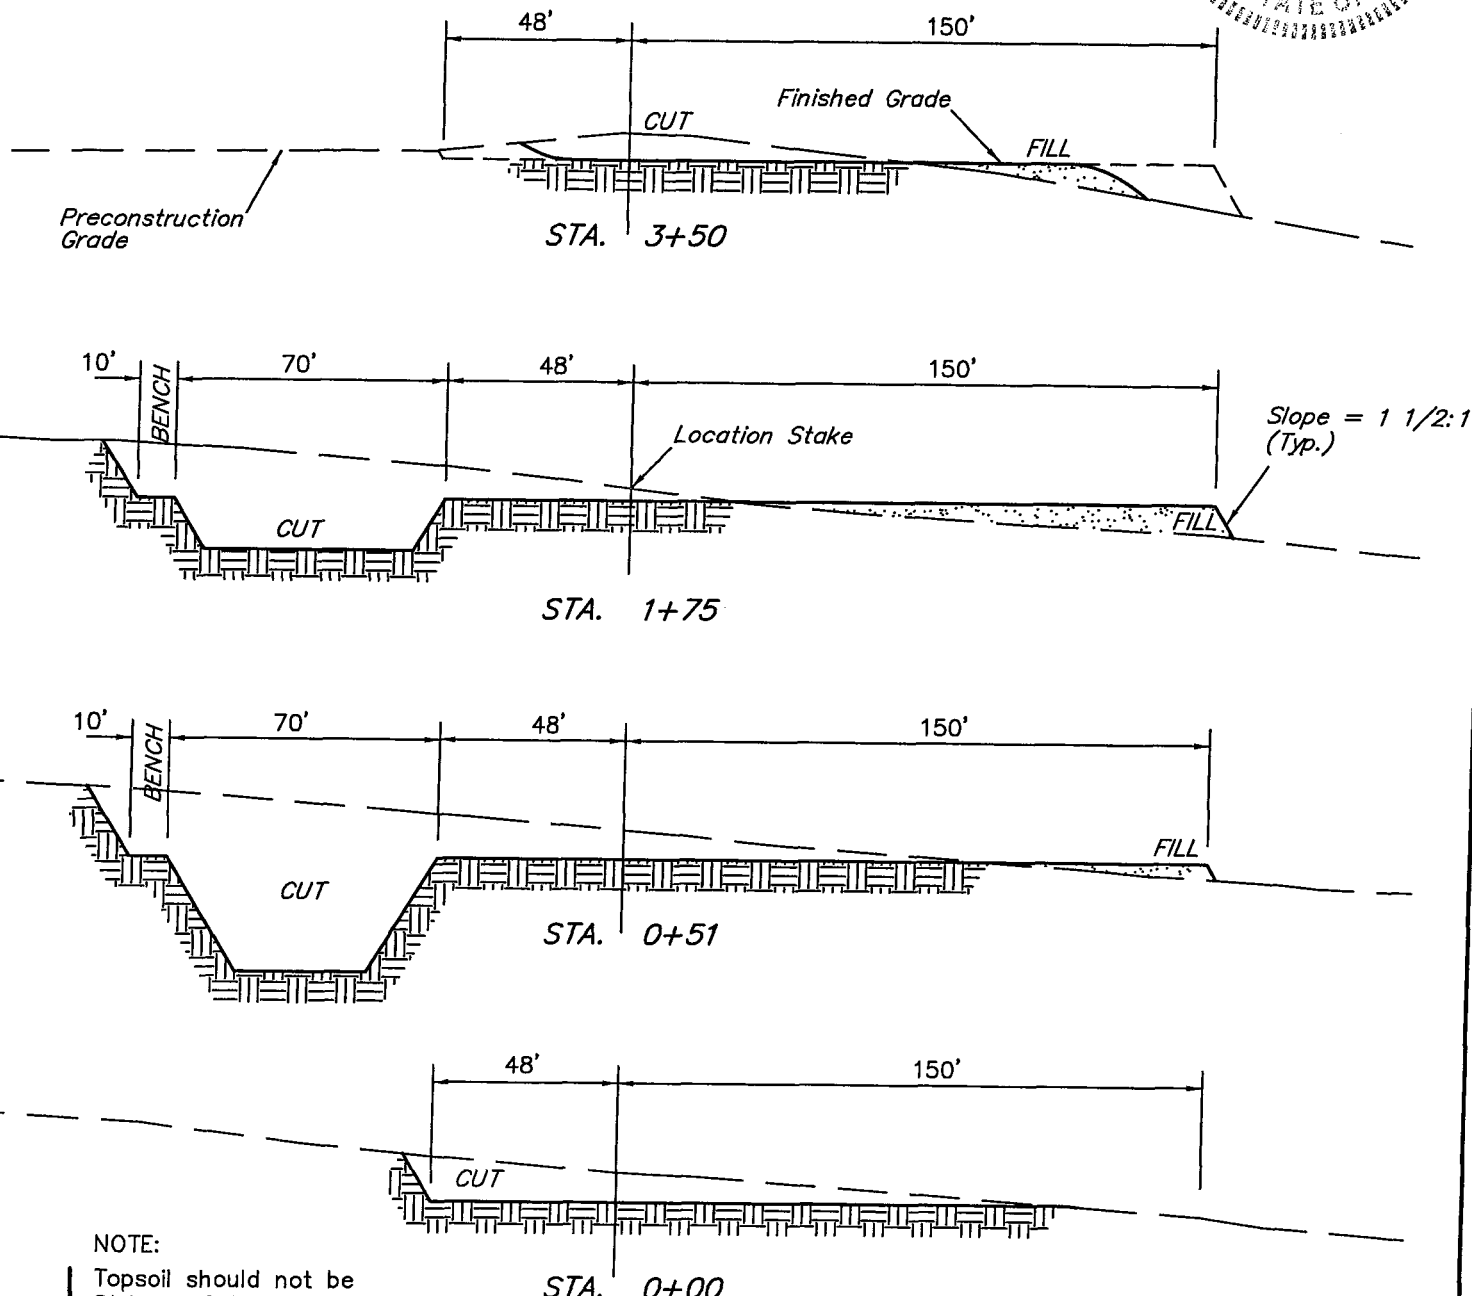 STATE OF
48' 150'
Finished Grade
CUT
FILL
Preconstruction
Grade
STA. 3+50
10' BENCH 70' 48' 150'
Slope = 1 1/2:1
(Typ.)
Location Stake
CUT
FILL
STA. 1+75
10' BENCH 70' 48' 150'
FILL
CUT
STA. 0+51
48' 150'
CUT
NOTE:
Topsoil should not be
STA. 0+00